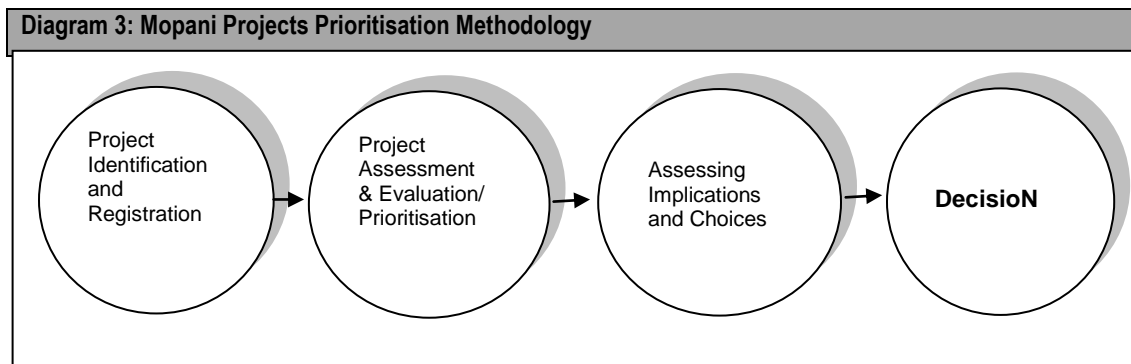 Diagram 3: Mopani Projects Prioritisation Methodology
Project
Identification
and
Registration
Project
Assessment
& Evaluation/
Prioritisation
Assessing
Implications
and Choices
DecisioN